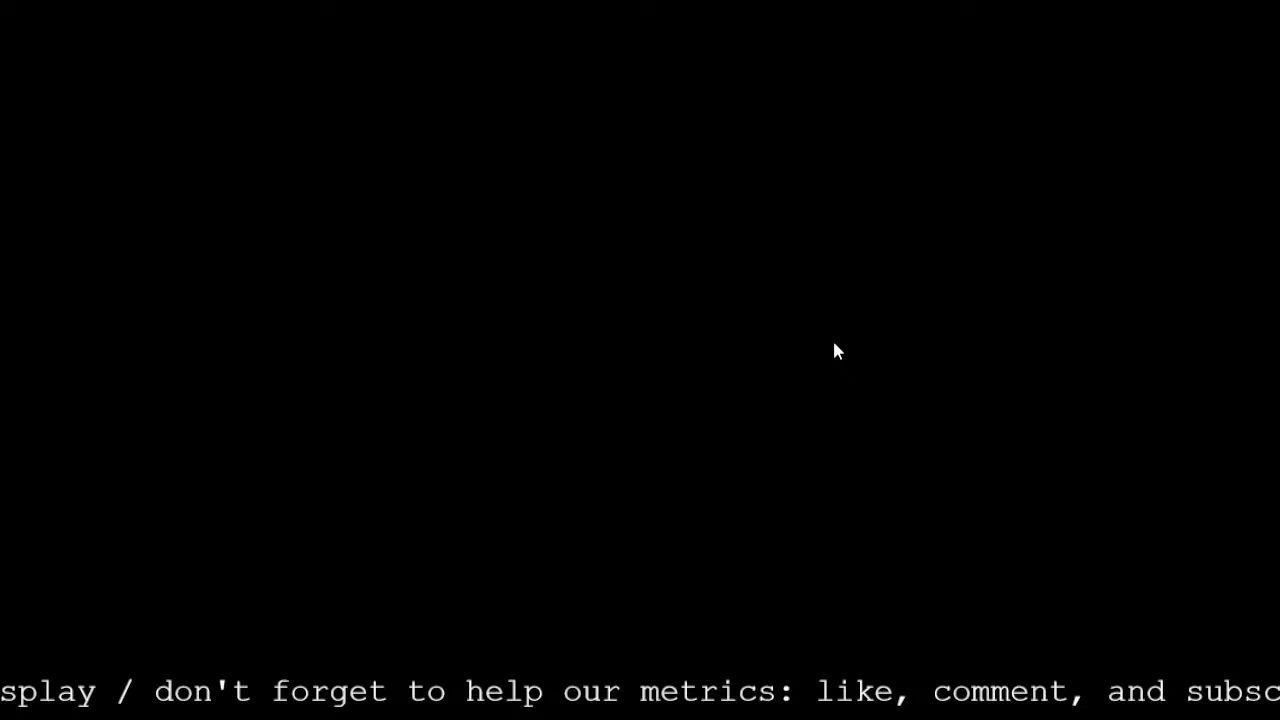 splay / don't forget to help our metrics: like, comment, and subsc